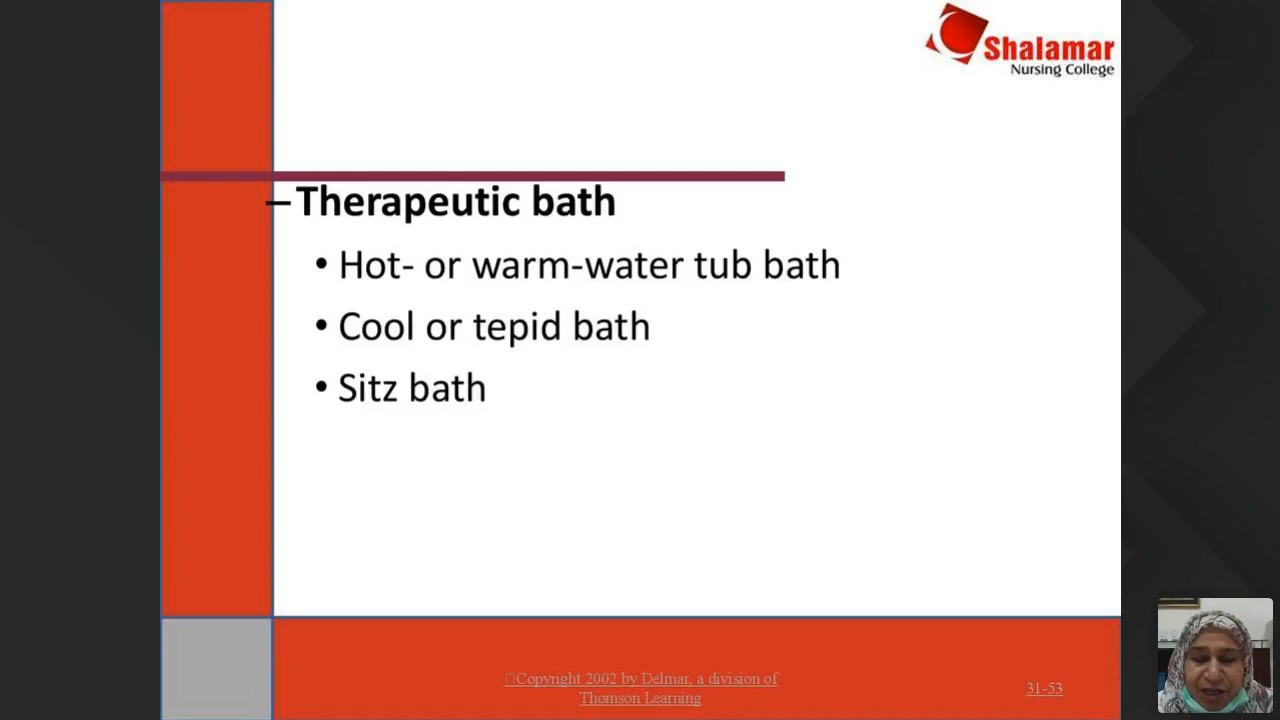 Shalamar
Nursing College
–Therapeutic bath
• Hot- or warm-water tub bath
• Cool or tepid bath
• Sitz bath
Copyright 2002 by Delmar, a division of
Thomson Learning
31-53